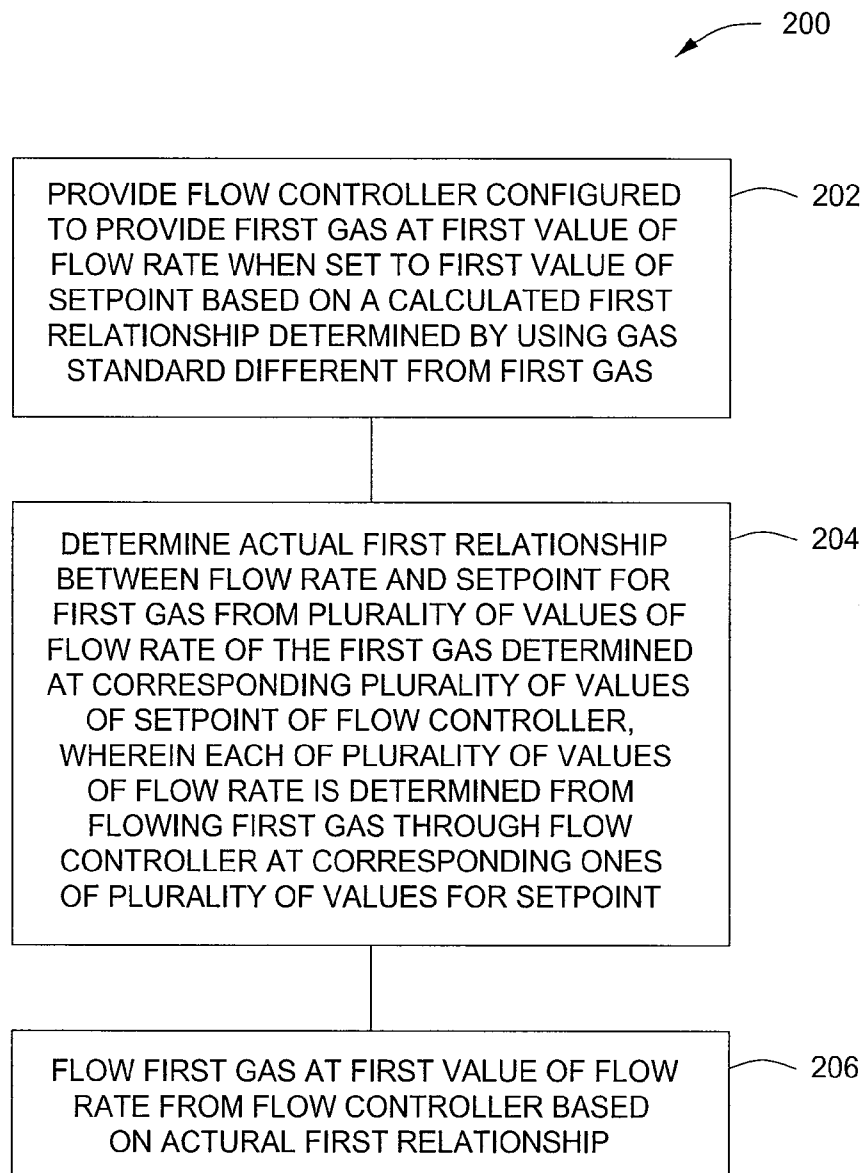 200
PROVIDE FLOW CONTROLLER CONFIGURED
TO PROVIDE FIRST GAS AT FIRST VALUE OF
FLOW RATE WHEN SET TO FIRST VALUE OF
SETPOINT BASED ON A CALCULATED FIRST
RELATIONSHIP DETERMINED BY USING GAS
STANDARD DIFFERENT FROM FIRST GAS
202
DETERMINE ACTUAL FIRST RELATIONSHIP
BETWEEN FLOW RATE AND SETPOINT FOR
FIRST GAS FROM PLURALITY OF VALUES OF
FLOW RATE OF THE FIRST GAS DETERMINED
AT CORRESPONDING PLURALITY OF VALUES
OF SETPOINT OF FLOW CONTROLLER,
WHEREIN EACH OF PLURALITY OF VALUES
OF FLOW RATE IS DETERMINED FROM
FLOWING FIRST GAS THROUGH FLOW
CONTROLLER AT CORRESPONDING ONES
OF PLURALITY OF VALUES FOR SETPOINT
204
FLOW FIRST GAS AT FIRST VALUE OF FLOW
RATE FROM FLOW CONTROLLER BASED
ON ACTURAL FIRST RELATIONSHIP
206